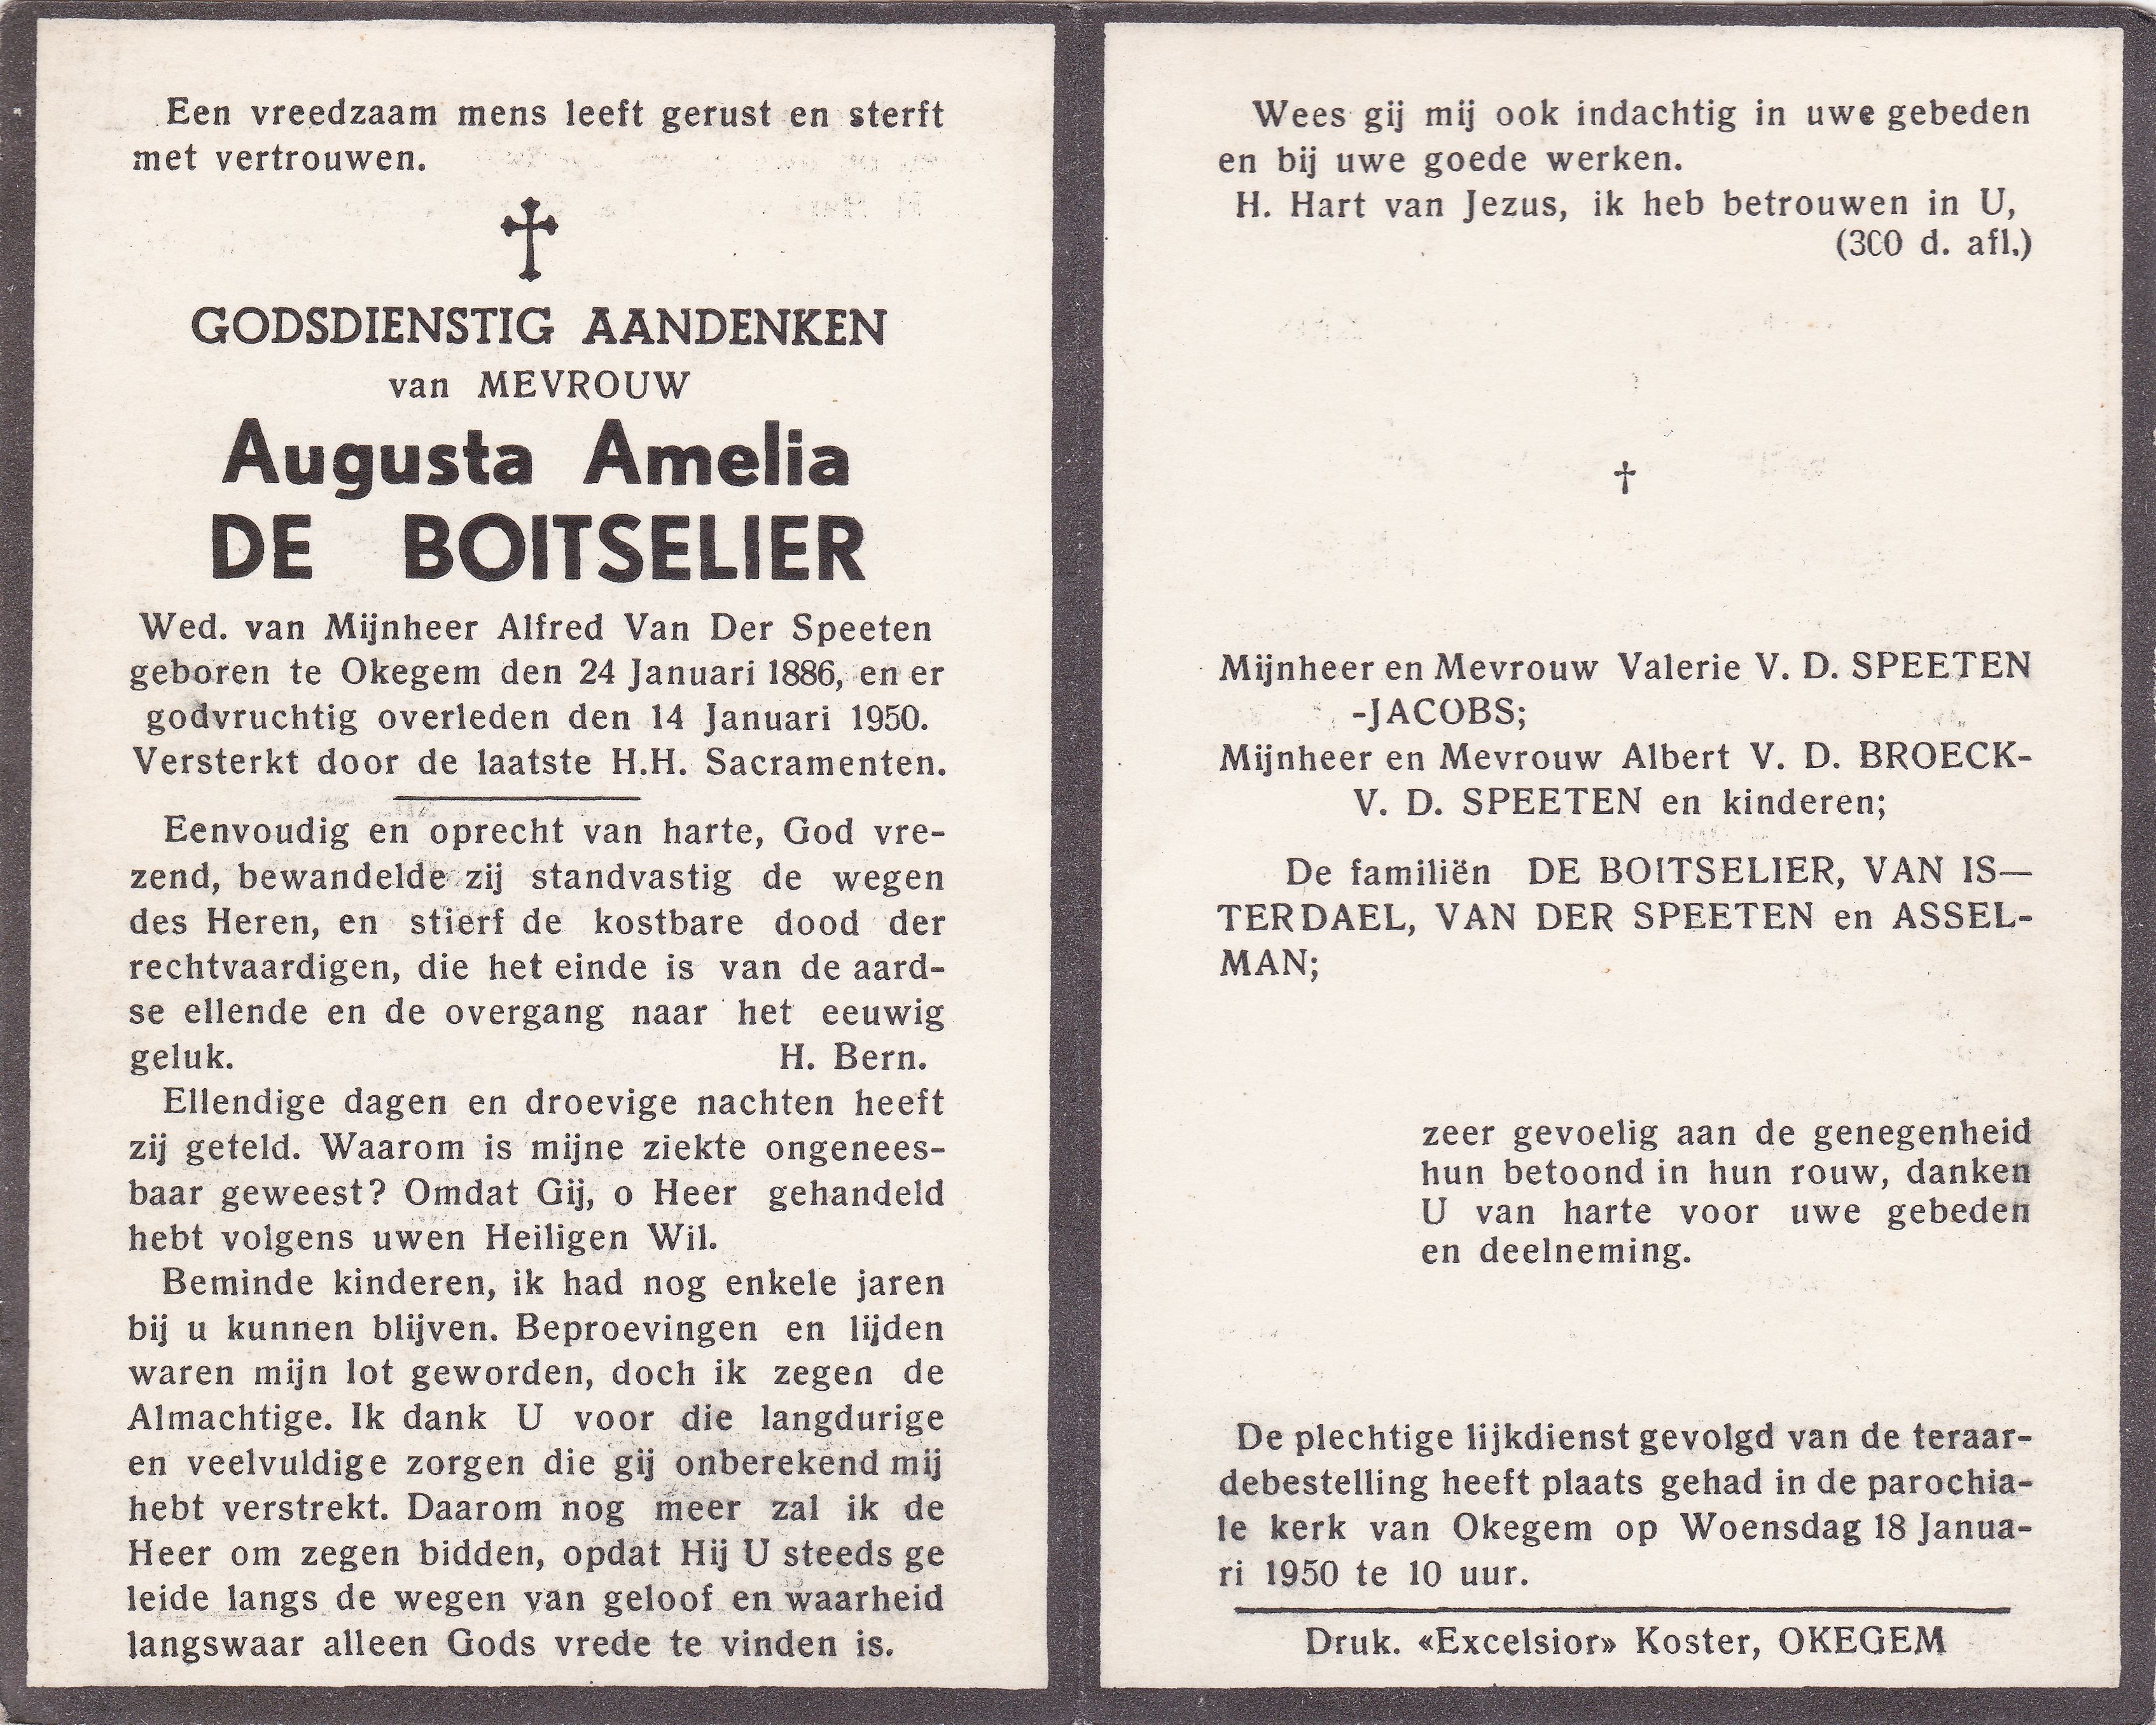 Een vreedzaam mens leeft gerust en sterft
met vertrouwen.
GODSDIENSTIG AANDENKEN
van MEVROUW
Augusta Amelia
DE BOITSELIER
Wed. van Mijnheer Alfred Van Der Speeten
geboren te Okegem den 24 Januari 1886, en er
godvruchtig overleden den 14 Januari 1950.
Versterkt door de laatste H.H. Sacramenten.
Eenvoudig en oprecht van harte, God vre-
zend, bewandelde zij standvastig de wegen
des Heren, en stierf de kostbare dood der
rechtvaardigen, die het einde is van de aard-
se ellende en de overgang naar het eeuwig
geluk. H. Bern.
Ellendige dagen en droevige nachten heeft
zij geteld. Waarom is mijne ziekte ongenees-
baar geweest? Omdat Gij, o Heer gehandeld
hebt volgens uwen Heiligen Wil.
Beminde kinderen, ik had nog enkele jaren
bij u kunnen blijven. Beproevingen en lijden
waren mijn lot geworden, doch ik zegen de
Almachtige. Ik dank U voor die langdurige
en veelvuldige zorgen die gij onberekend mij
hebt verstrekt. Daarom nog meer zal ik de
Heer om zegen bidden, opdat Hij U steeds ge
leide langs de wegen van geloof en waarheid
langswaar alleen Gods vrede te vinden is.
Wees gij mij ook indachtig in uwe gebeden
en bij uwe goede werken.
H. Hart van Jezus, ik heb betrouwen in U,
(300 d. afl.)
†
Mijnheer en Mevrouw Valerie V. D. SPEETEN
-JACOBS;
Mijnheer en Mevrouw Albert V. D. BROECK-
V. D. SPEETEN en kinderen;
De familiën DE BOITSELIER, VAN IS—
TERDAEL, VAN DER SPEETEN en ASSEL-
MAN;
zeer gevoelig aan de genegenheid
hun betoond in hun rouw, danken
U van harte voor uwe gebeden
en deelneming.
De plechtige lijkdienst gevolgd van de teraar-
debestelling heeft plaats gehad in de parochia-
le kerk van Okegem op Woensdag 18 Janua-
ri 1950 te 10 uur.
Druk. «Excelsior» Koster, OKEGEM